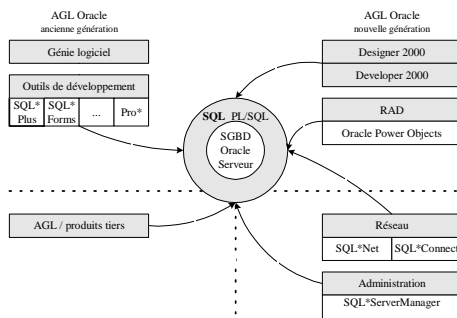 AGL Oracle
ancienne génération
Génie logiciel
Outils de développement
SQL*
Plus
SQL*
Forms
...
Pro*
AGL Oracle
nouvelle génération
Designer 2000
Developer 2000
RAD
Oracle Power Objects
SQL PL/SQL
SGBD
Oracle
Serveur
AGL / produits tiers
Réseau
SQL*Net
SQL*Connect
Administration
SQL*ServerManager